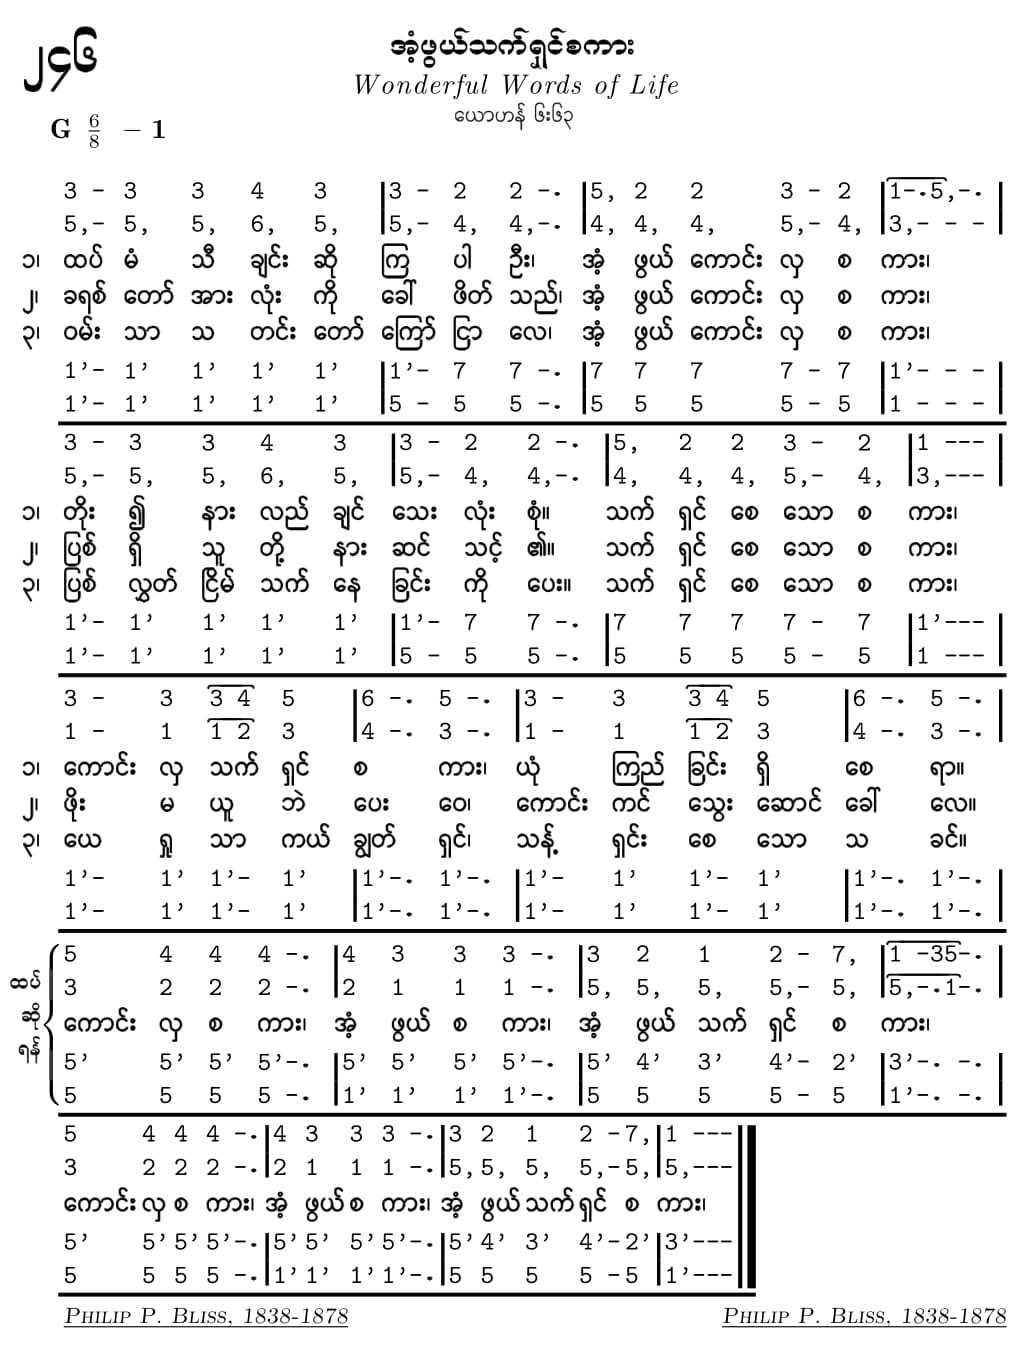 ၂၄၆
အံ့ဖွယ်သက်ရှင်စကား
Wonderful Words of Life
ယောဟန် ၆း၆၃
G 6/8 – 1
3 – 3 3 4 3 |3 – 2 2 –. |5, 2 2 3 – 2 |1–.5,–. |
5,– 5, 5, 6, 5, |5,– 4, 4,–. |4, 4, 4, 5,– 4, |3,– – – |
၁၊ ထပ် မံ သီ ချင်း ဆို ကြ ပါ ဦး၊ အံ့ ဖွယ် ကောင်း လှ စ ကား၊
၂၊ ခရစ် တော် အား လုံး ကို ခေါ် ဖိတ် သည်၊ အံ့ ဖွယ် ကောင်း လှ စ ကား၊
၃၊ ဝမ်း သာ သ တင်း တော် ကြော် ငြာ လေ၊ အံ့ ဖွယ် ကောင်း လှ စ ကား၊
1’– 1’ 1’ 1’ 1’ |1’– 7 7 –. |7 7 7 7 – 7 |1’– – – |
1’– 1’ 1’ 1’ 1’ |5 – 5 5 –. |5 5 5 5 – 5 |1 – – – |
3 – 3 3 4 3 |3 – 2 2 –. |5, 2 2 3 – 2 |1 ––– |
5,– 5, 5, 6, 5, |5,– 4, 4,–. |4, 4, 4, 5,– 4, |3,––– |
၁၊ တိုး ၍ နား လည် ချင် သေး လုံး စုံ။ သက် ရှင် စေ သော စ ကား၊
၂၊ ပြစ် ရှိ သူ တို့ နား ဆင် သင့် ၏။ သက် ရှင် စေ သော စ ကား၊
၃၊ ပြစ် လွှတ် ငြိမ် သက် နေ ခြင်း ကို ပေး။ သက် ရှင် စေ သော စ ကား၊
1’– 1’ 1’ 1’ 1’ |1’– 7 7 –. |7 7 7 7 – 7 |1’––– |
1’– 1’ 1’ 1’ 1’ |5 – 5 5 –. |5 5 5 5 – 5 |1 ––– |
3 – 3 3 4 5 |6 –. 5 –. |3 – 3 3 4 5 |6 –. 5 –. |
1 – 1 1 2 3 |4 –. 3 –. |1 – 1 1 2 3 |4 –. 3 –. |
၁၊ ကောင်း လှ သက် ရှင် စ ကား၊ ယုံ ကြည် ခြင်း ရှိ စေ ရာ။
၂၊ ဖိုး မ ယူ ဘဲ ပေး ဝေ၊ ကောင်း ကင် သွေး ဆောင် ခေါ် လေ။
၃၊ ယေ ရှု သာ ကယ် ချွတ် ရှင်၊ သန့် ရှင်း စေ သော သ ခင်။
1’– 1’ 1’– 1’ |1’–. 1’–. |1’– 1’ 1’– 1’ |1’–. 1’–. |
1’– 1’ 1’– 1’ |1’–. 1’–. |1’– 1’ 1’– 1’ |1’–. 1’–. |
ထပ်ဆိုရန်
5 4 4 4 –. |4 3 3 3 –. |3 2 1 2 – 7, |1 –35–. |
3 2 2 2 –. |2 1 1 1 –. |5, 5, 5, 5,– 5, |5,–.1–. |
ကောင်း လှ စ ကား၊ အံ့ ဖွယ် စ ကား၊ အံ့ ဖွယ် သက် ရှင် စ ကား၊
5’ 5’ 5’ 5’–. |5’ 5’ 5’ 5’–. |5’ 4’ 3’ 4’– 2’ |3’–. –. |
5 5 5 5 –. |1’ 1’ 1’ 1’–. |5 5 5 5 – 5 |1’–. –. |
5 4 4 4 –. |4 3 3 3 –. |3 2 1 2 –7, |1 –––
3 2 2 2 –. |2 1 1 1 –. |5,5, 5, 5,–5, |5,–––
ကောင်း လှ စ ကား၊ အံ့ ဖွယ် စ ကား၊ အံ့ ဖွယ် သက် ရှင် စ ကား၊
5’ 5’ 5’ 5’–. |5’ 5’ 5’ 5’–. |5’ 4’ 3’ 4’–2’ |3’–––
5 5 5 5 –. |1’ 1’ 1’ 1’–. |5 5 5 5 –5 |1’–––
Philip P. Bliss, 1838-1878 Philip P. Bliss, 1838-1878